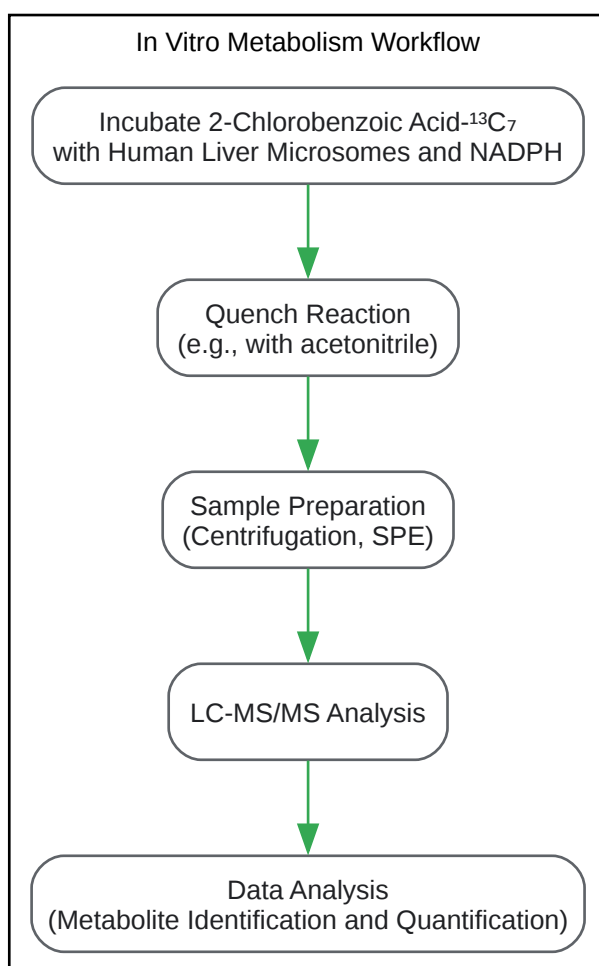 In Vitro Metabolism Workflow
Incubate 2-Chlorobenzoic Acid-¹³C₇
with Human Liver Microsomes and NADPH
Quench Reaction
(e.g., with acetonitrile)
Sample Preparation
(Centrifugation, SPE)
LC-MS/MS Analysis
Data Analysis
(Metabolite Identification and Quantification)